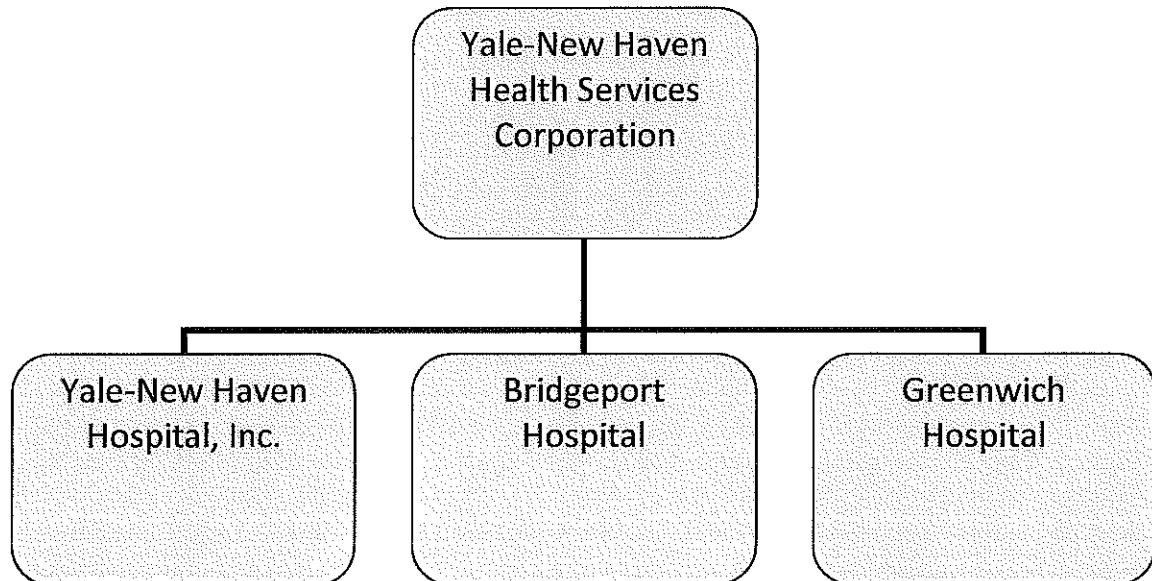 Yale-New Haven
Health Services
Corporation
Yale-New Haven
Hospital, Inc.
Bridgeport
Hospital
Greenwich
Hospital